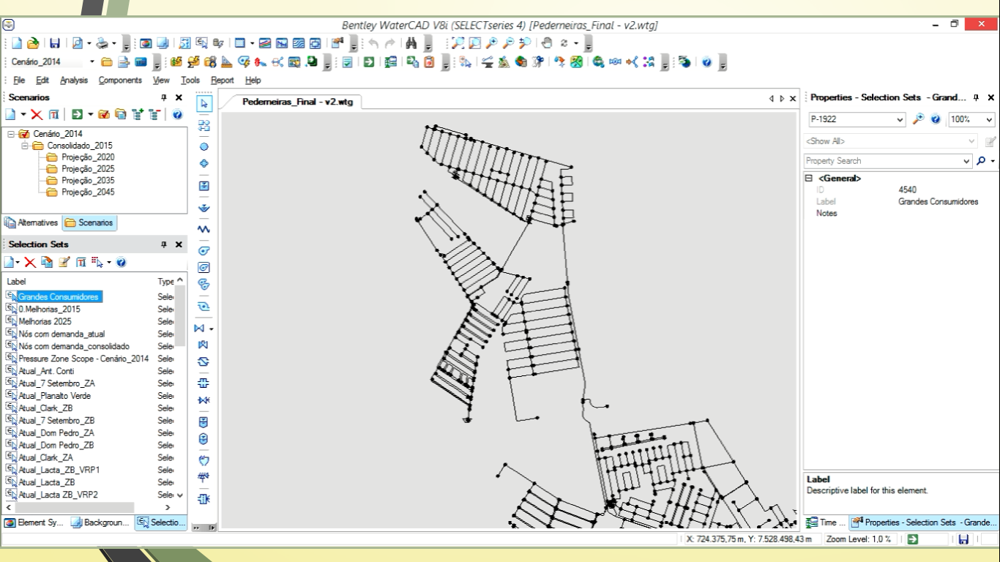 Bentley WaterCAD V8i (SELECTseries 4) [Pederneiras_Final - v2.wtg]
Cenário_2014
File Edit Analysis Components View Tools Report Help
Scenarios
Cenário_2014
Consolidado_2015
Projeção_2020
Projeção_2025
Projeção_2035
Projeção_2045
Alternatives Scenarios
Selection Sets
Label Type
Grandes Consumidores Sele
0.Melhorias_2015 Sele
Melhorias 2025 Sele
Nós com demanda_atual Sele
Nós com demanda_consolidado Sele
Pressure Zone Scope - Cenário_2014 Sele
Atual_Ant. Conti Sele
Atual_7 Setembro_ZA Sele
Atual_Planalto Verde Sele
Atual_Clark_ZB Sele
Atual_7 Setembro_ZB Sele
Atual_Dom Pedro_ZA Sele
Atual_Dom Pedro_ZB Sele
Atual_Clark_ZA Sele
Atual_Lacta_ZB_VRP1 Sele
Atual_Lacta_ZB Sele
Atual_Lacta ZB_VRP2 Sele
Element Sy... Backgroun... Selectio...
Pederneiras_Final - v2.wtg
Properties - Selection Sets - Grand...
P-1922 100%
<Show All>
Property Search
<General>
ID 4540
Label Grandes Consumidores
Notes
Label
Descriptive label for this element.
Time ... Properties - Selection Sets - Grande...
X: 724.375,75 m, Y: 7.528.498,43 m Zoom Level: 1,0 %